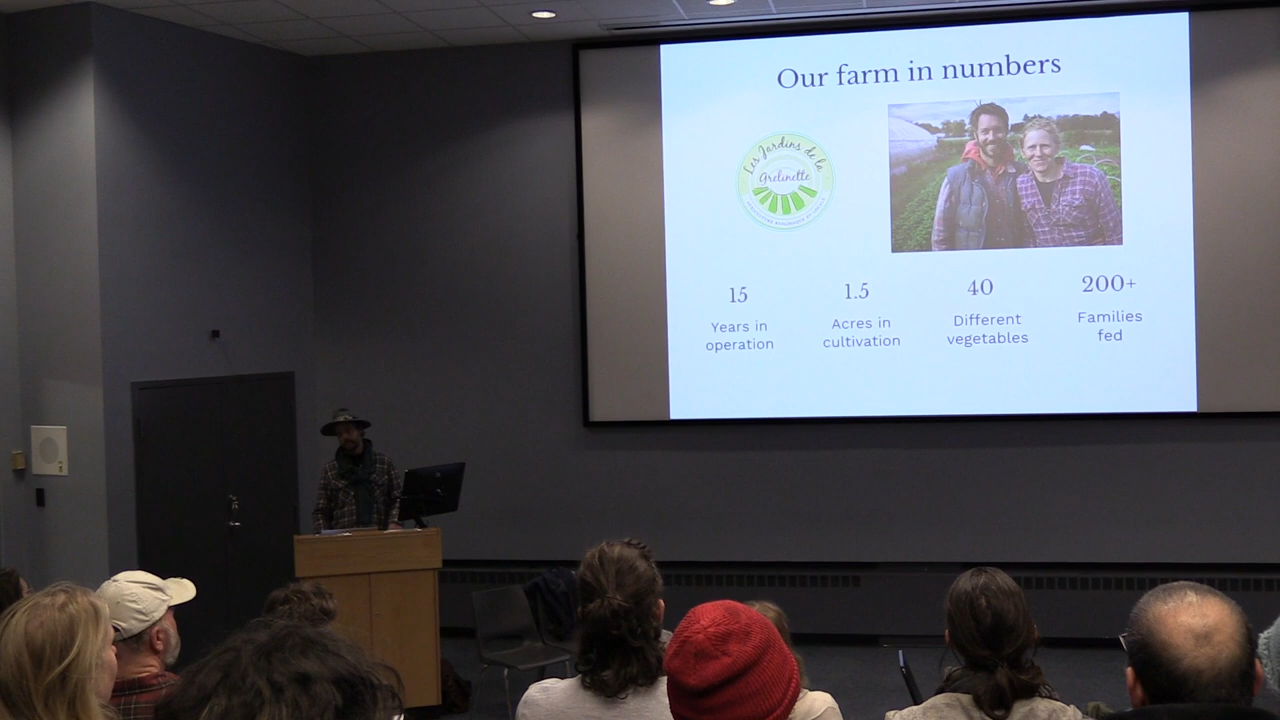 Our farm in numbers
Les Jardins de la
Grelinette
15
Years in
operation
1.5
Acres in
cultivation
40
Different
vegetables
200+
Families
fed